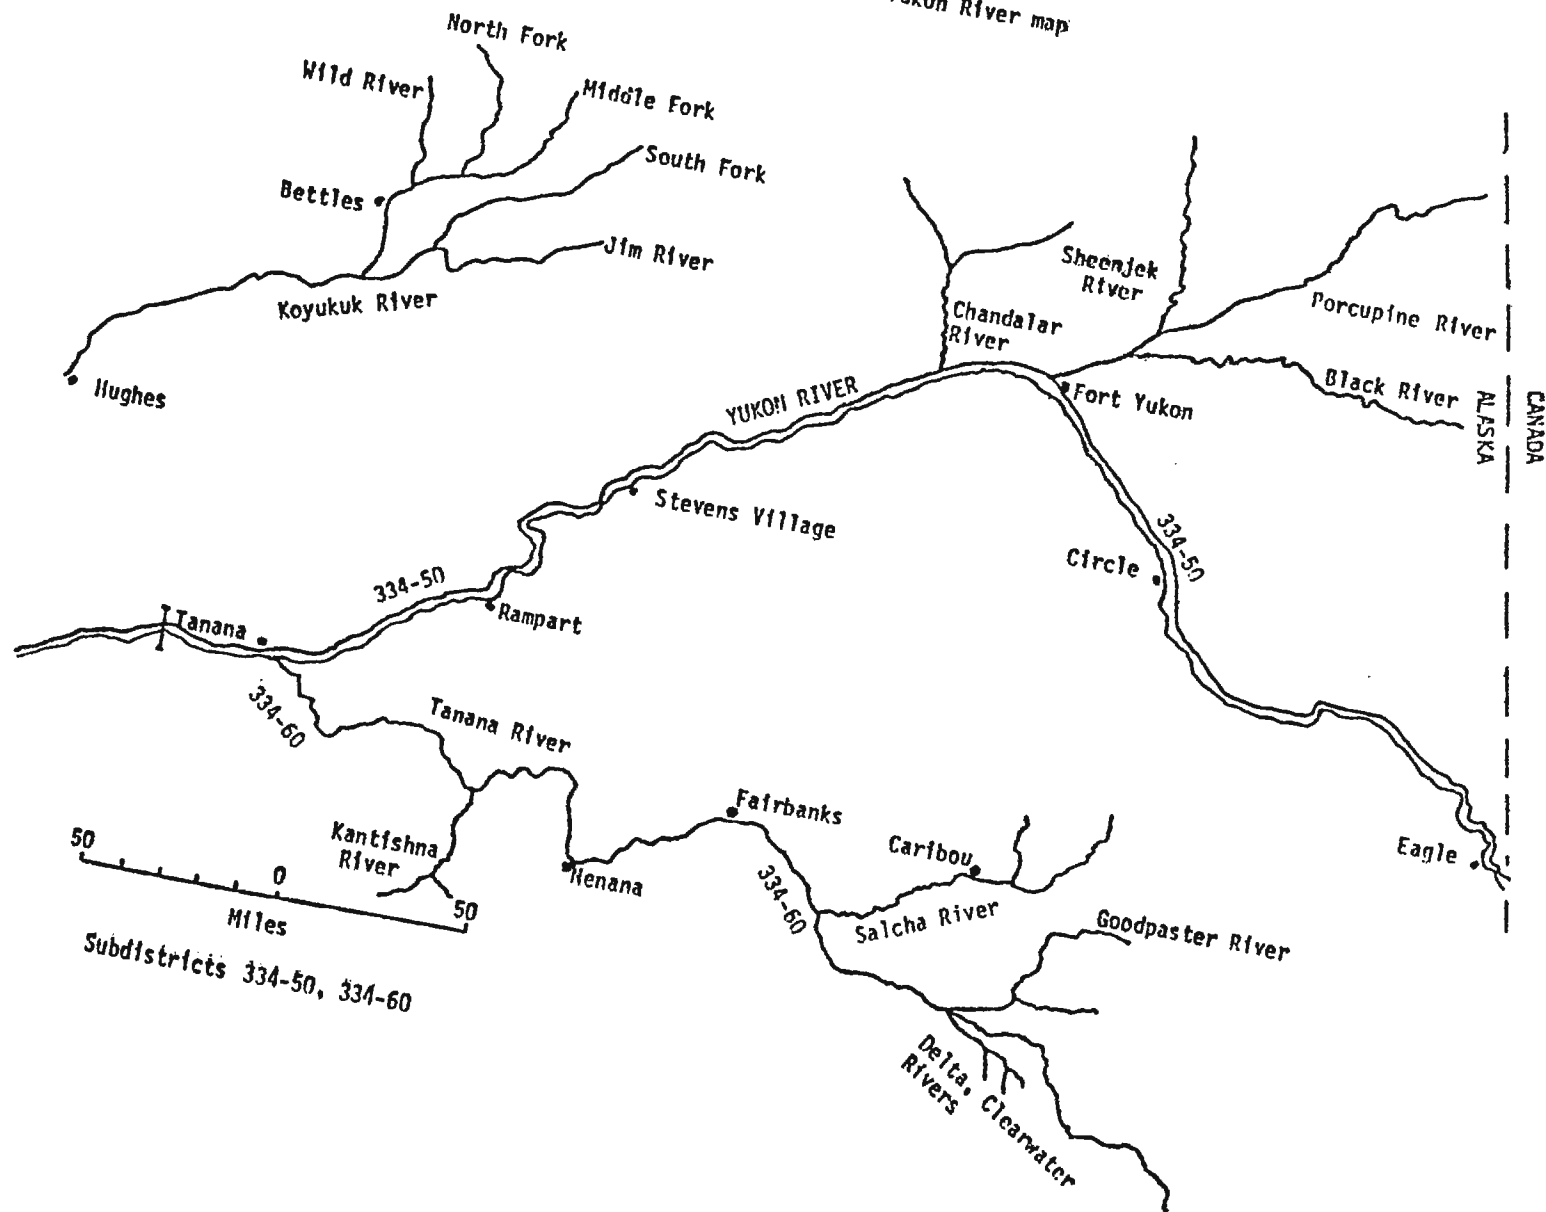 River map
North Fork
Wild River
Middle Fork
South Fork
Bettles
Jim River
Koyukuk River
Hughes
Sheenjek
River
Chandalar
River
Porcupine River
Black River
ALASKA
CANADA
YUKON RIVER
Fort Yukon
Stevens Village
334-50
Circle
334-50
Rampart
Tanana
334-60
Tanana River
Kantishna
River
Fairbanks
Nenana
Caribou
Eagle
334-60
Salcha River
Goodpaster River
Delta, Clearwater
Rivers
50
0
50
Miles
Subdistricts 334-50, 334-60